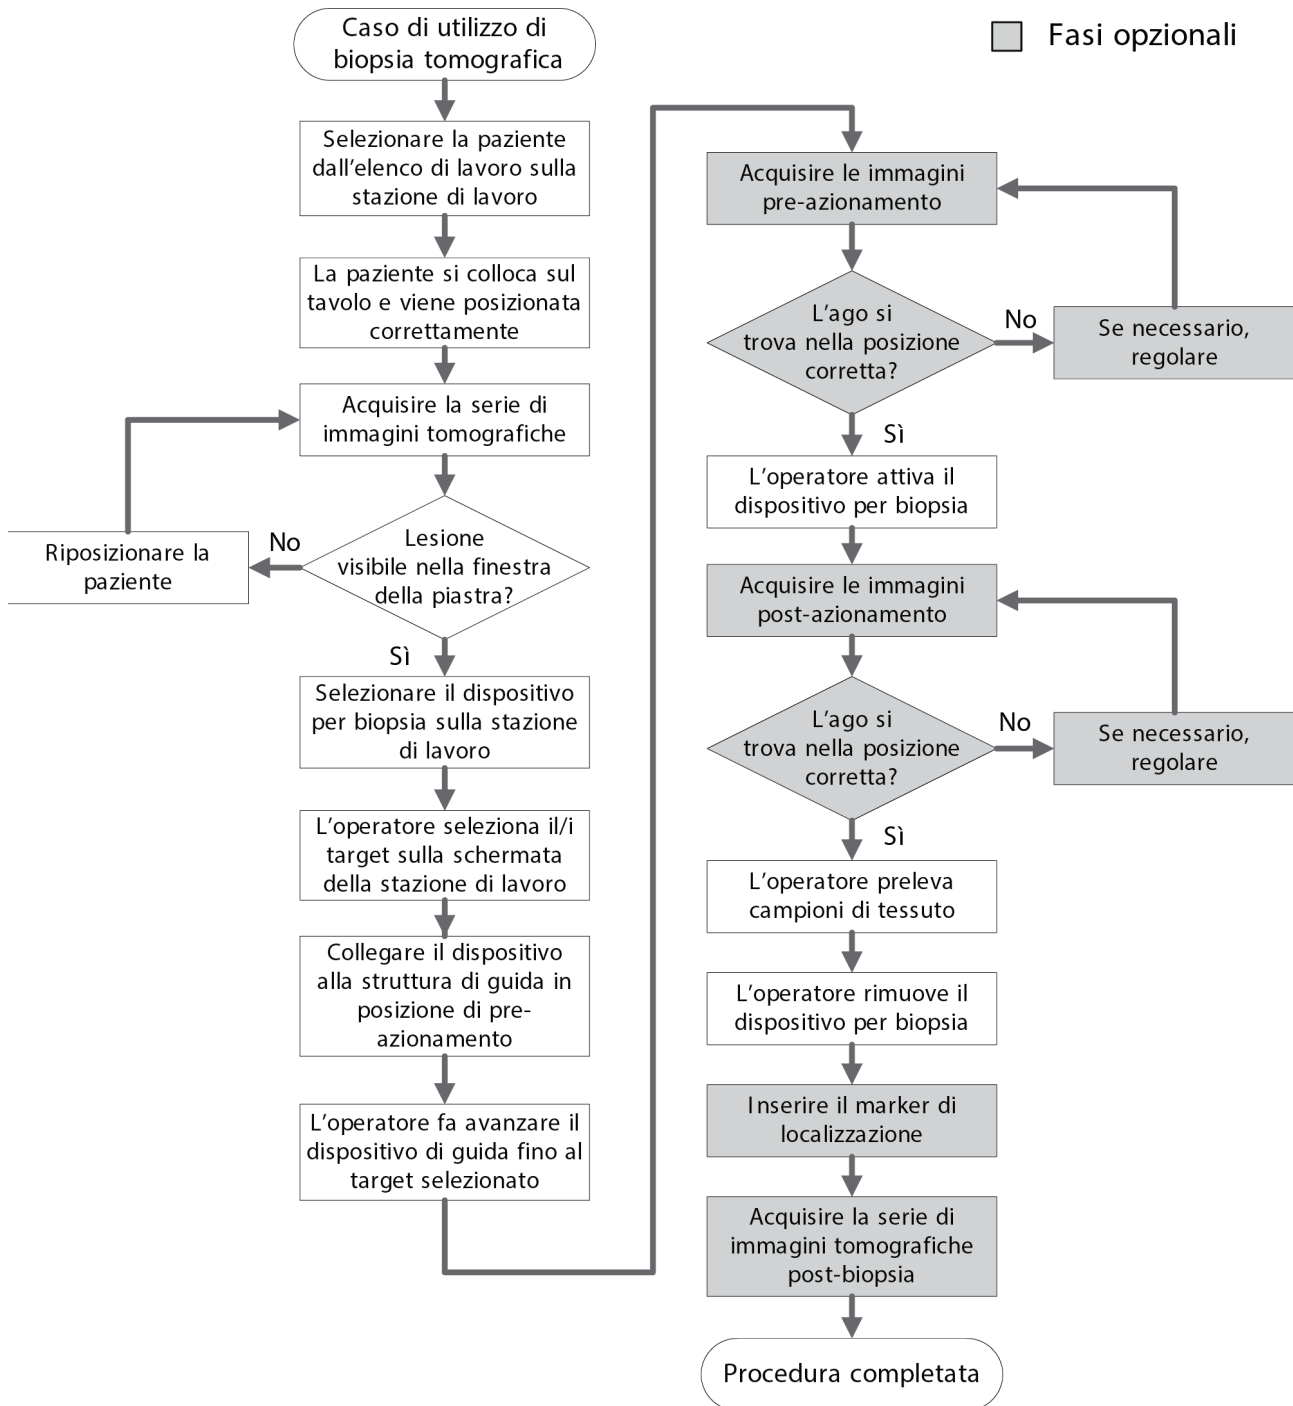 Caso di utilizzo di
biopsia tomografica
Fasi opzionali
Selezionare la paziente
dall'elenco di lavoro sulla
stazione di lavoro
La paziente si colloca sul
tavolo e viene posizionata
correttamente
Acquisire la serie di
immagini tomografiche
Lesione
visibile nella finestra
della piastra?
No
Riposizionare la
paziente
Sì
Selezionare il dispositivo
per biopsia sulla stazione
di lavoro
L'operatore seleziona il/i
target sulla schermata
della stazione di lavoro
Collegare il dispositivo
alla struttura di guida in
posizione di pre-
azionamento
L'operatore fa avanzare il
dispositivo di guida fino al
target selezionato
Acquisire le immagini
pre-azionamento
L'ago si
trova nella posizione
corretta?
No
Se necessario,
regolare
Sì
L'operatore attiva il
dispositivo per biopsia
Acquisire le immagini
post-azionamento
L'ago si
trova nella posizione
corretta?
No
Se necessario,
regolare
Sì
L'operatore preleva
campioni di tessuto
L'operatore rimuove il
dispositivo per biopsia
Inserire il marker di
localizzazione
Acquisire la serie di
immagini tomografiche
post-biopsia
Procedura completata